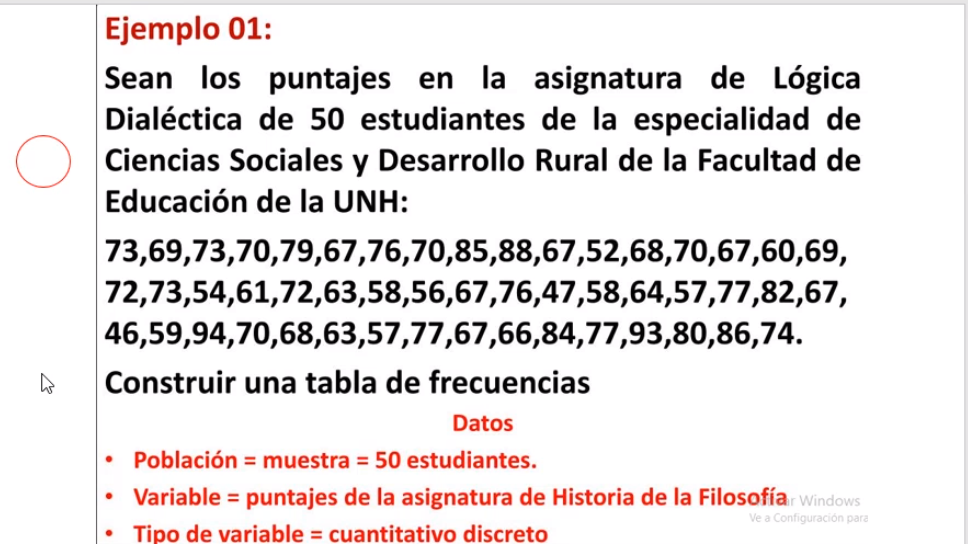 Ejemplo 01:
Sean los puntajes en la asignatura de Lógica
Dialéctica de 50 estudiantes de la especialidad de
Ciencias Sociales y Desarrollo Rural de la Facultad de
Educación de la UNH:
73,69,73,70,79,67,76,70,85,88,67,52,68,70,67,60,69,
72,73,54,61,72,63,58,56,67,76,47,58,64,57,77,82,67,
46,59,94,70,68,63,57,77,67,66,84,77,93,80,86,74.
Construir una tabla de frecuencias
Datos
• Población = muestra = 50 estudiantes.
• Variable = puntajes de la asignatura de Historia de la Filosofía
Windows
Ve a Configuración para
• Tipo de variable = cuantitativo discreto